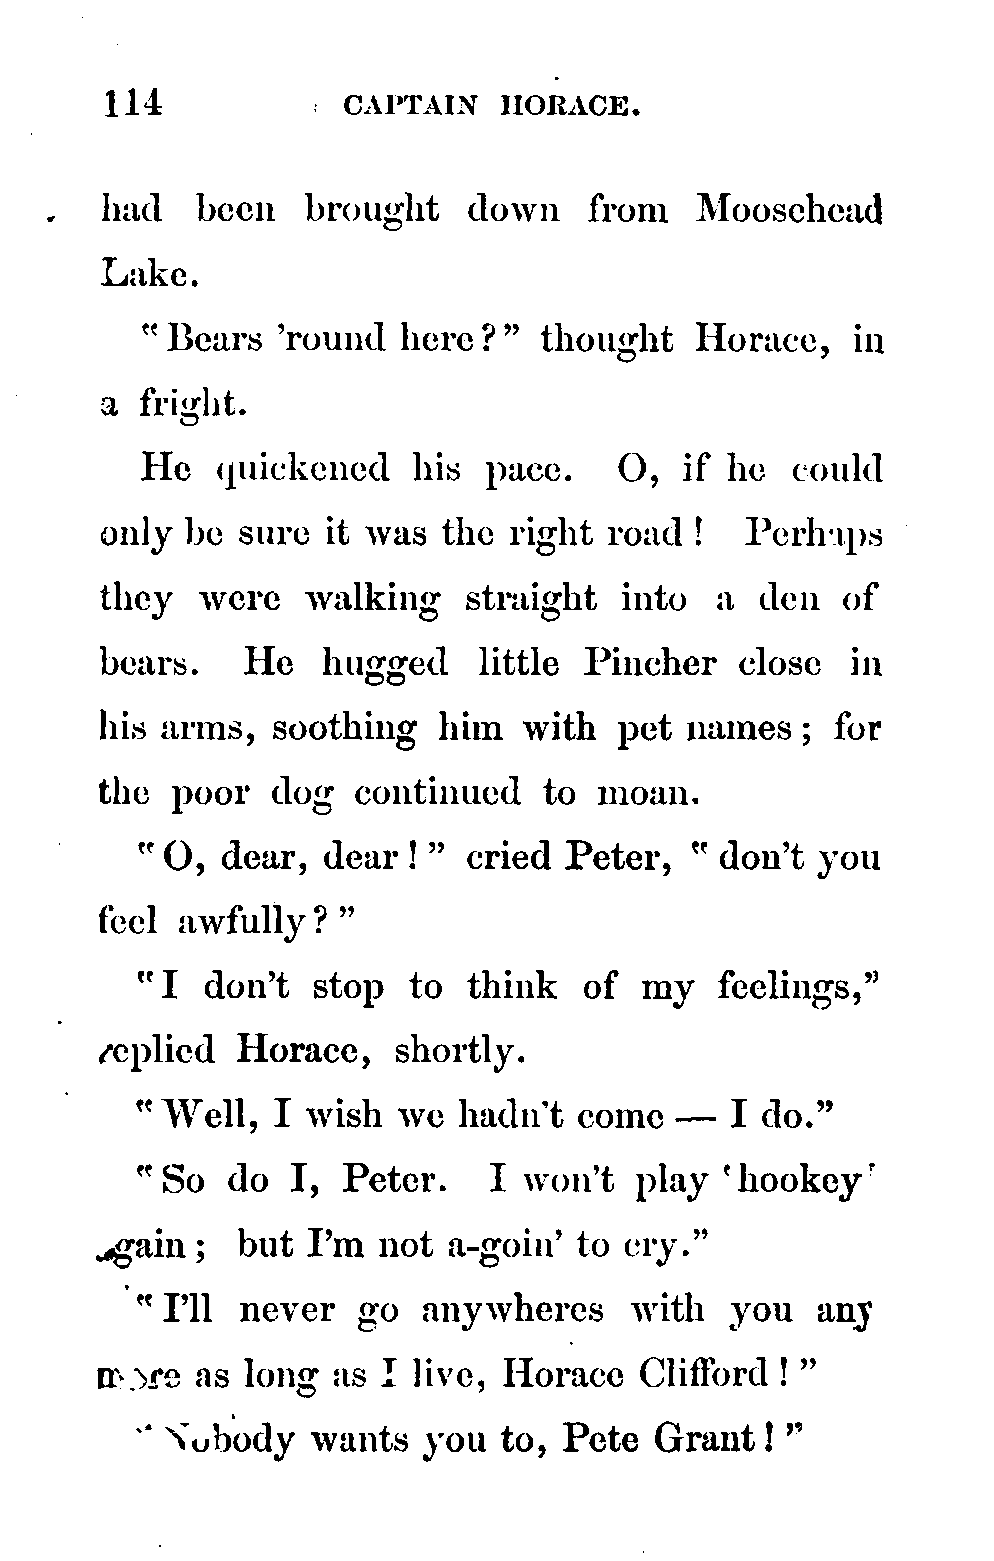 114 CAPTAIN HORACE.
had been brought down from Moosehead
Lake.
"Bears 'round here?" thought Horace, in
a fright.
He quickened his pace. O, if he could
only be sure it was the right road! Perhaps
they were walking straight into a den of
bears. He hugged little Pincher close in
his arms, soothing him with pet names; for
the poor dog continued to moan.
"O, dear, dear!" cried Peter, "don't you
feel awfully?"
"I don't stop to think of my feelings,"
replied Horace, shortly.
"Well, I wish we hadn't come — I do."
"So do I, Peter. I won't play 'hookey'
again; but I'm not a-goin' to cry."
"I'll never go anywheres with you any
more as long as I live, Horace Clifford!"
"Nobody wants you to, Pete Grant!"